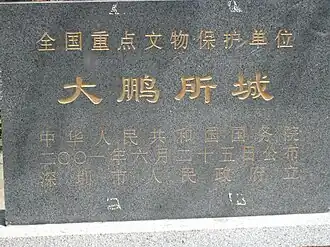 全国重点文物保护单位
大鹏所城
中华人民共和国国务院
二〇〇一年六月二十五日公布
深圳市人民政府立